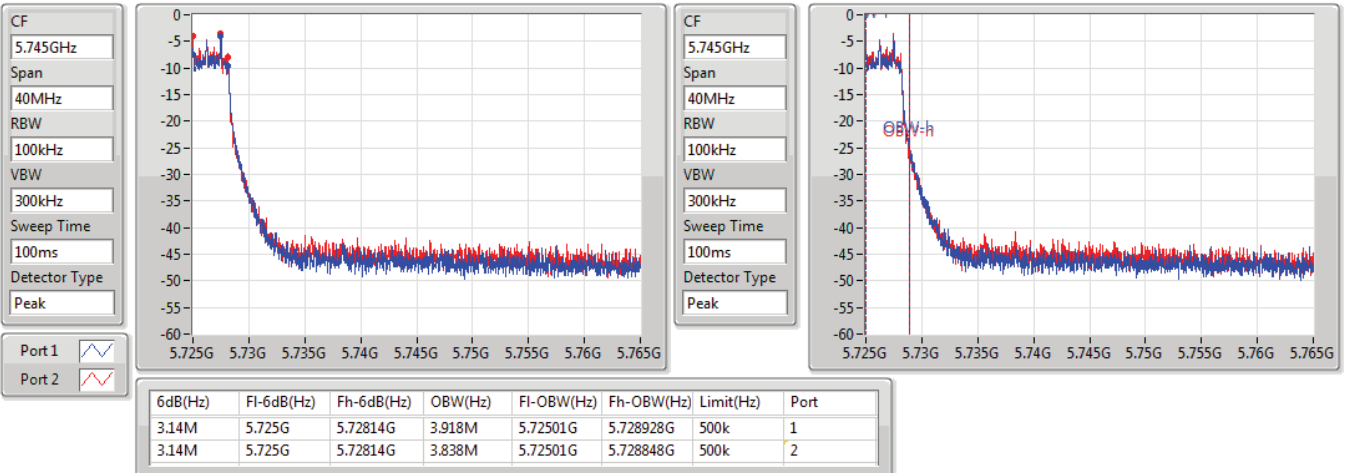 CF
5.745GHz
Span
40MHz
RBW
100kHz
VBW
300kHz
Sweep Time
100ms
Detector Type
Peak
Port 1
Port 2
0
-5
-10
-15
-20
-25
-30
-35
-40
-45
-50
-55
-60
5.725G 5.73G 5.735G 5.74G 5.745G 5.75G 5.755G 5.76G 5.765G
CF
5.745GHz
Span
40MHz
RBW
100kHz
VBW
300kHz
Sweep Time
100ms
Detector Type
Peak
0
-5
-10
-15
-20
-25
-30
-35
-40
-45
-50
-55
-60
OBW-h
OBW-h
5.725G 5.73G 5.735G 5.74G 5.745G 5.75G 5.755G 5.76G 5.765G
6dB(Hz) Fl-6dB(Hz) Fh-6dB(Hz) OBW(Hz) Fl-OBW(Hz) Fh-OBW(Hz) Limit(Hz) Port
3.14M 5.725G 5.72814G 3.918M 5.72501G 5.728928G 500k 1
3.14M 5.725G 5.72814G 3.838M 5.72501G 5.728848G 500k 2